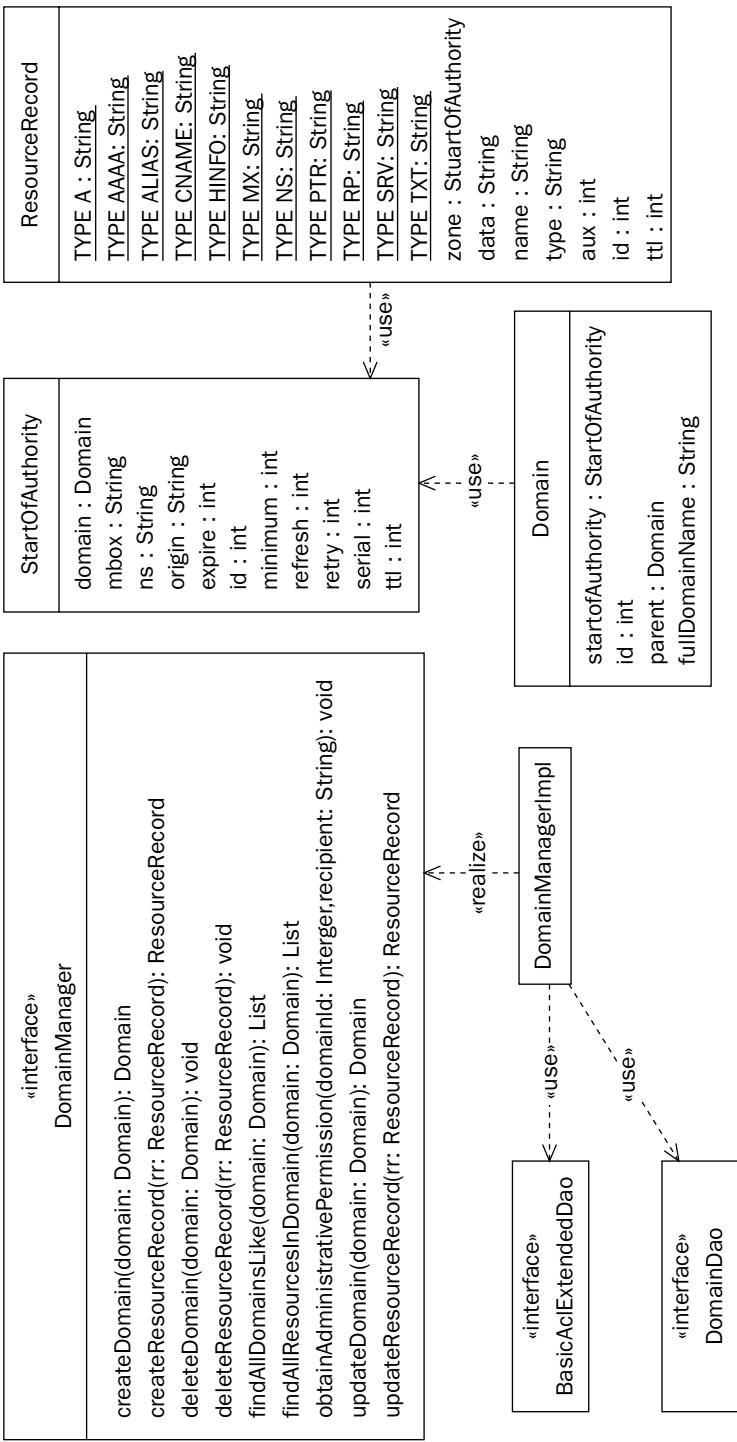 «interface»
DomainManager
createDomain(domain: Domain): Domain
createResourceRecord(rr: ResourceRecord): ResourceRecord
deleteDomain(domain: Domain): void
deleteResourceRecord(rr: ResourceRecord): void
findAllDomainsLike(domain: Domain): List
findAllResourcesInDomain(domain: Domain): List
obtainAdministrativePermission(domainId: Interger,recipient: String): void
updateDomain(domain: Domain): Domain
updateResourceRecord(rr: ResourceRecord): ResourceRecord
StartOfAuthority
domain : Domain
mbox : String
ns : String
origin : String
expire : int
id : int
minimum : int
refresh : int
retry : int
serial : int
ttl : int
«use»
ResourceRecord
TYPE A : String
TYPE AAAA: String
TYPE ALIAS: String
TYPE CNAME: String
TYPE HINFO: String
TYPE MX: String
TYPE NS: String
TYPE PTR: String
TYPE RP: String
TYPE SRV: String
TYPE TXT: String
zone : StuartOfAuthority
data : String
name : String
type : String
aux : int
id : int
ttl : int
«realize»
«use»
DomainManagerImpl
Domain
startofAuthority : StartOfAuthority
id : int
parent : Domain
fullDomainName : String
«use»
«use»
«interface»
BasicAclExtendedDao
«interface»
DomainDao